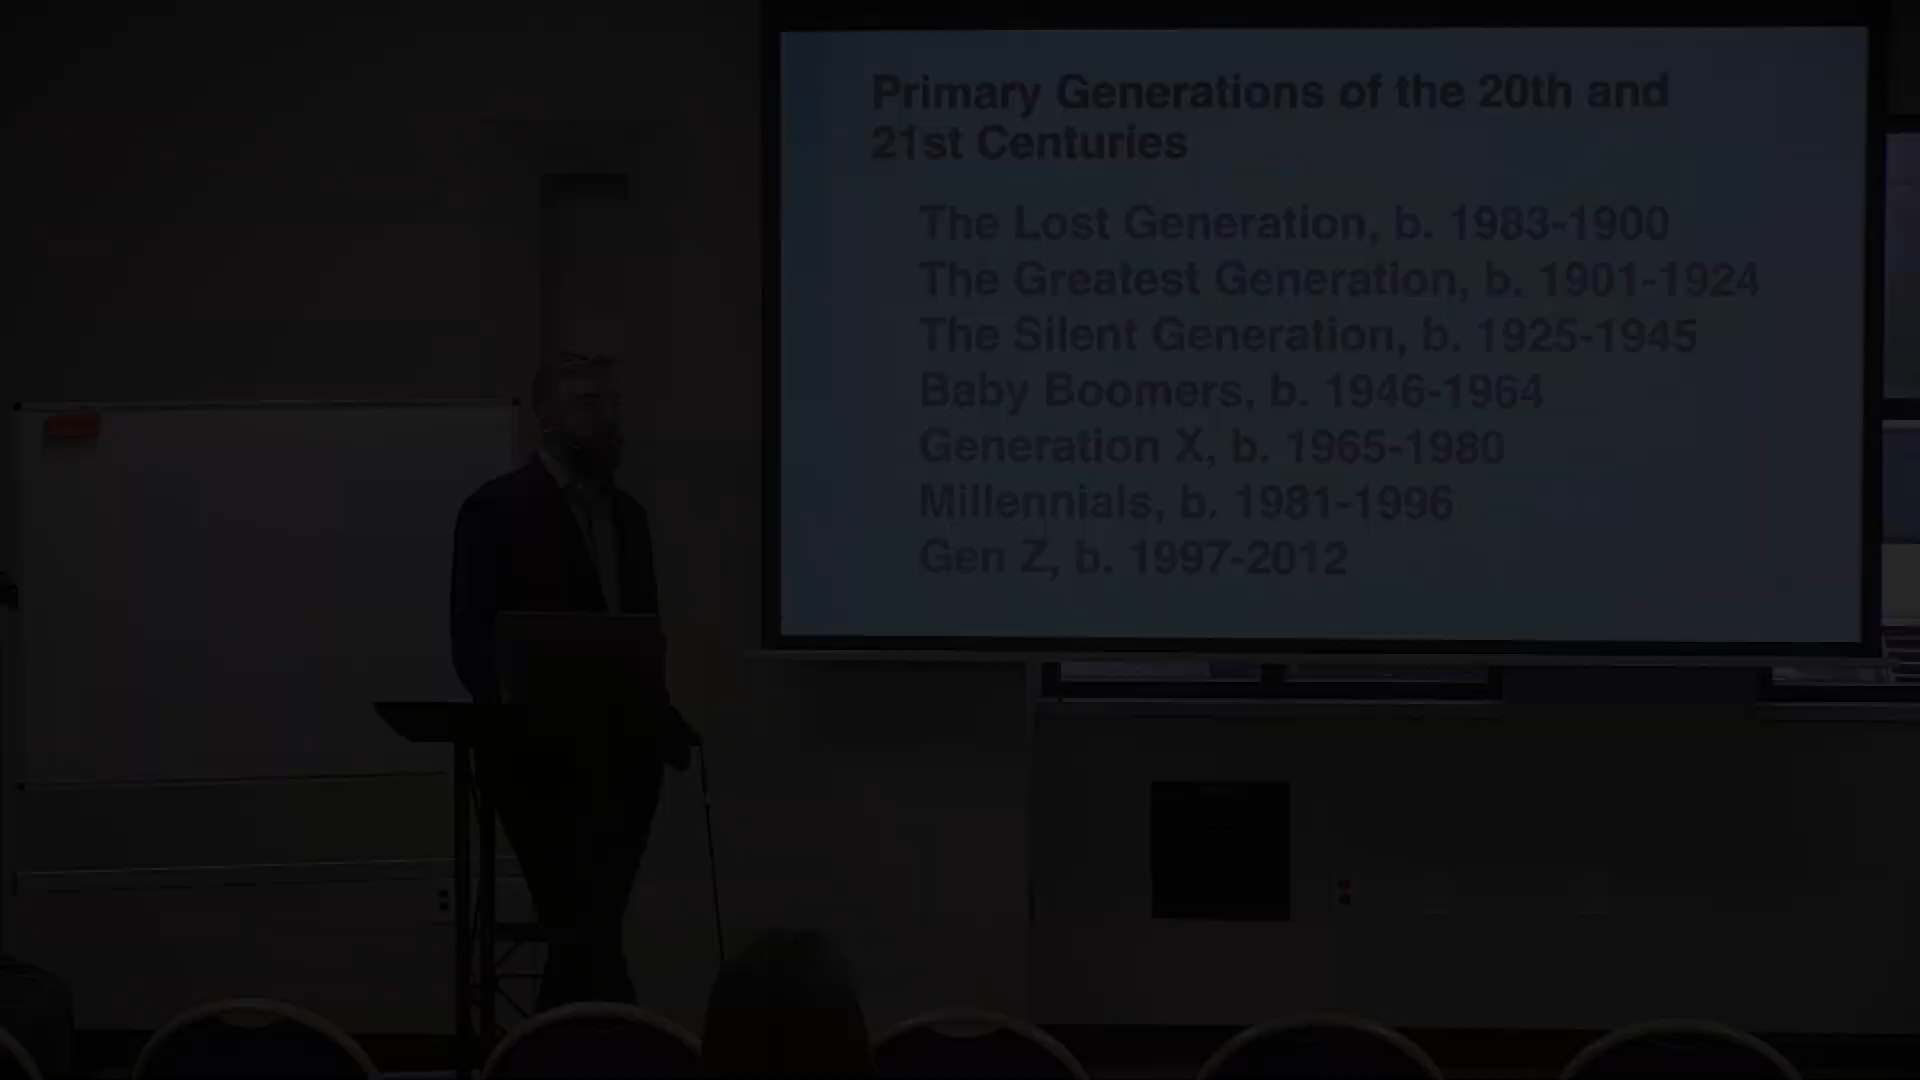 Primary Generations of the 20th and
21st Centuries
The Lost Generation, b. 1983-1900
The Greatest Generation, b. 1901-1924
The Silent Generation, b. 1925-1945
Baby Boomers, b. 1946-1964
Generation X, b. 1965-1980
Millennials, b. 1981-1996
Gen Z, b. 1997-2012